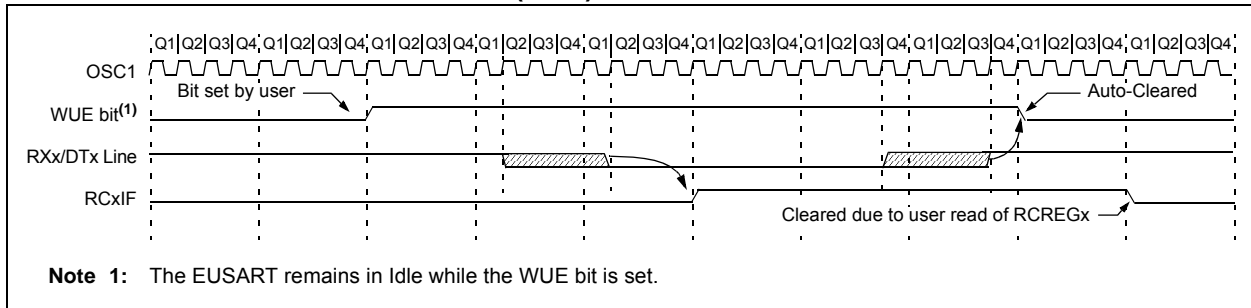 Q1 Q2 Q3 Q4 Q1 Q2 Q3 Q4 Q1 Q2 Q3 Q4 Q1 Q2 Q3 Q4 Q1 Q2 Q3 Q4 Q1 Q2 Q3 Q4 Q1 Q2 Q3 Q4 Q1 Q2 Q3 Q4 Q1 Q2 Q3 Q4 Q1 Q2 Q3 Q4
OSC1
Bit set by user
Auto-Cleared
WUE bit(1)
RXx/DTx Line
RCxIF
Cleared due to user read of RCREGx
Note 1: The EUSART remains in Idle while the WUE bit is set.